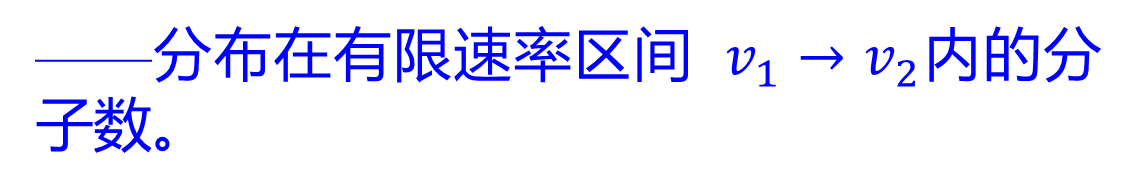 ——分布在有限速率区间 v₁ → v₂内的分
子数。